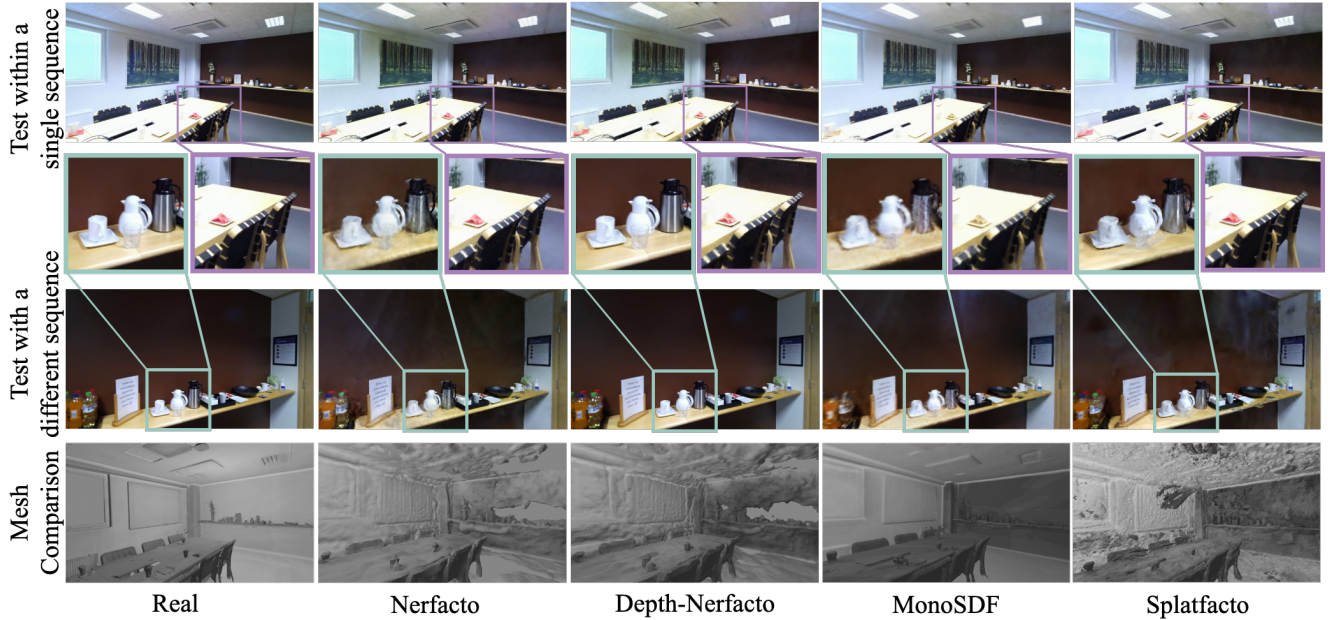 Test within a
single sequence
Test with a
different sequence
Mesh
Comparison
Real
Nerfacto
Depth-Nerfacto
MonoSDF
Splatfacto